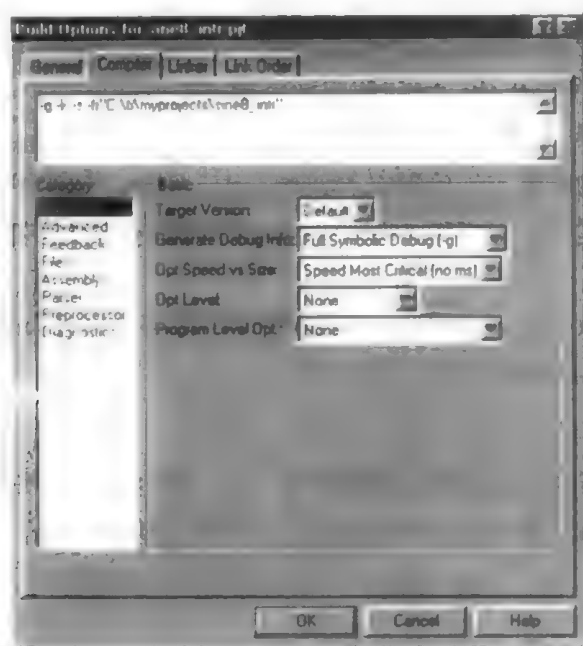 Build Options for sine8_intr.pjt
General Compiler Linker Link Order
Category
Basic
Target Version: Default
Advanced
Generate Debug Info: Full Symbolic Debug (-g)
Feedback
Opt Speed vs Size: Speed Most Critical (no ms)
File
Assembly
Opt Level: None
Parser
Preprocessor
Program Level Opt.: None
Diagnostics
OK Cancel Help